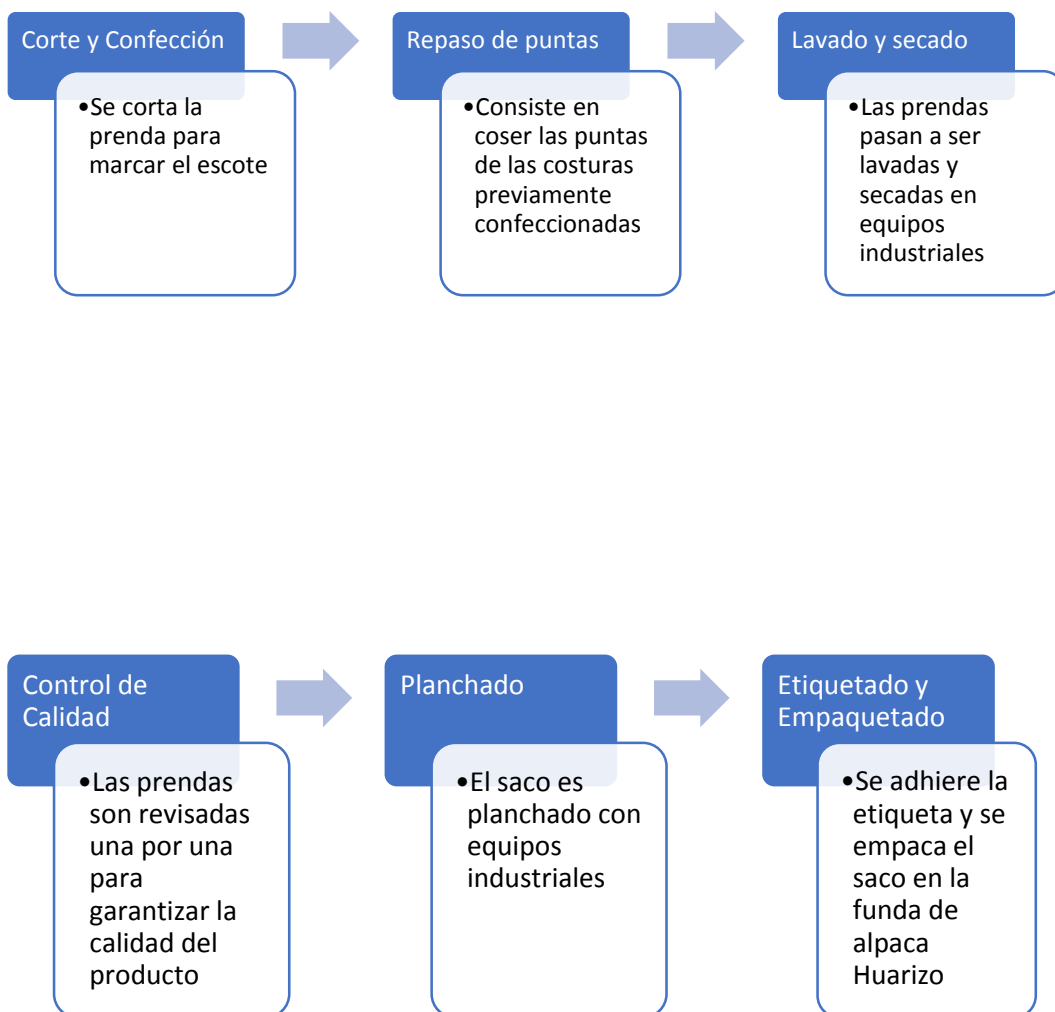 Corte y Confección
•Se corta la
prenda para
marcar el escote
Repaso de puntas
•Consiste en
coser las puntas
de las costuras
previamente
confeccionadas
Lavado y secado
•Las prendas
pasan a ser
lavadas y
secadas en
equipos
industriales
Control de
Calidad
•Las prendas
son revisadas
una por una
para
garantizar la
calidad del
producto
Planchado
•El saco es
planchado con
equipos
industriales
Etiquetado y
Empaquetado
•Se adhiere la
etiqueta y se
empaca el
saco en la
funda de
alpaca
Huarizo